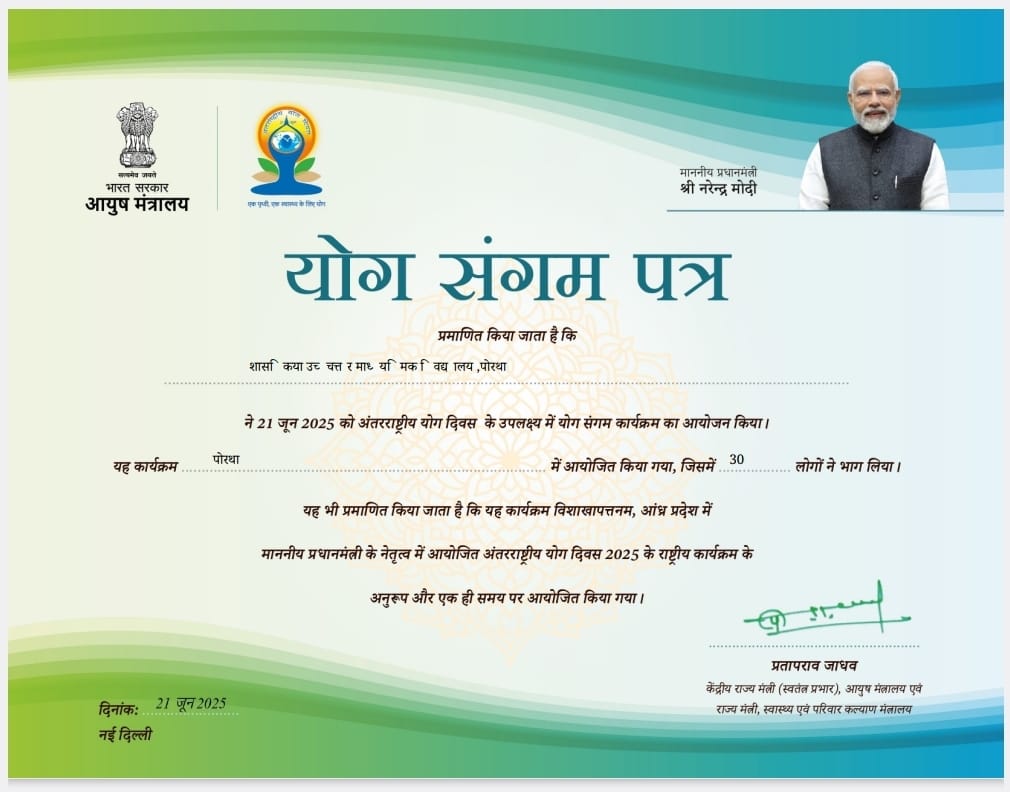 सत्यमेव जयते
भारत सरकार
आयुष मंत्रालय
अंतरराष्ट्रीय योग दिवस
एक पृथ्वी, एक स्वास्थ्य के लिए योग
माननीय प्रधानमंत्री
श्री नरेन्द्र मोदी
योग संगम पत्र
प्रमाणित किया जाता है कि
शासि कया उच चत्त र माध यि मक वि द्य ालय ,पोरथा
ने 21 जून 2025 को अंतरराष्ट्रीय योग दिवस के उपलक्ष्य में योग संगम कार्यक्रम का आयोजन किया।
यह कार्यक्रम पोरथा में आयोजित किया गया, जिसमें 30 लोगों ने भाग लिया।
यह भी प्रमाणित किया जाता है कि यह कार्यक्रम विशाखापत्तनम, आंध्र प्रदेश में
माननीय प्रधानमंत्री के नेतृत्व में आयोजित अंतरराष्ट्रीय योग दिवस 2025 के राष्ट्रीय कार्यक्रम के
अनुरूप और एक ही समय पर आयोजित किया गया।
प्रतापराव जाधव
केंद्रीय राज्य मंत्री (स्वतंत्र प्रभार), आयुष मंत्रालय एवं
राज्य मंत्री, स्वास्थ्य एवं परिवार कल्याण मंत्रालय
दिनांक: 21 जून 2025
नई दिल्ली